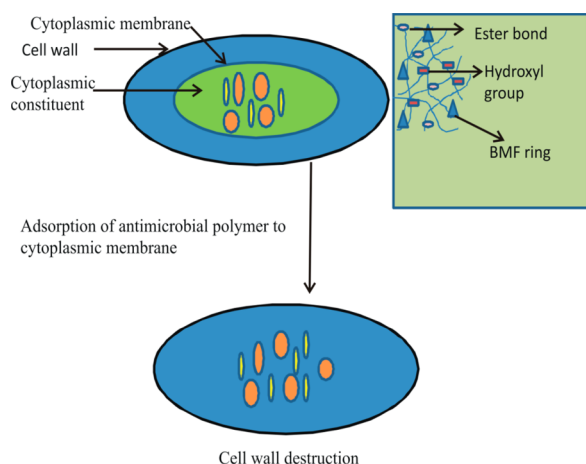 Cytoplasmic membrane
Cell wall
Cytoplasmic
constituent
Ester bond
Hydroxyl
group
BMF ring
Adsorption of antimicrobial polymer to
cytoplasmic membrane
Cell wall destruction